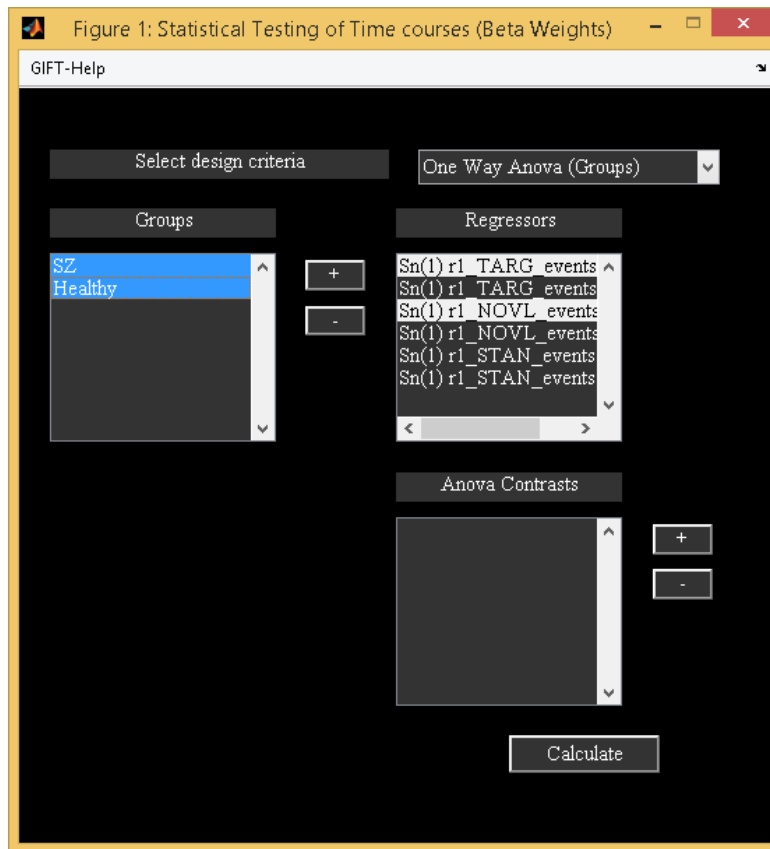 Figure 1: Statistical Testing of Time courses (Beta Weights)
GIFT-Help
Select design criteria
One Way Anova (Groups)
Groups
Regressors
SZ
Healthy
+
-
Sn(1) r1_TARG_events
Sn(1) r1_TARG_events
Sn(1) r1_NOVL_events
Sn(1) r1_NOVL_events
Sn(1) r1_STAN_events
Sn(1) r1_STAN_events
Anova Contrasts
+
-
Calculate